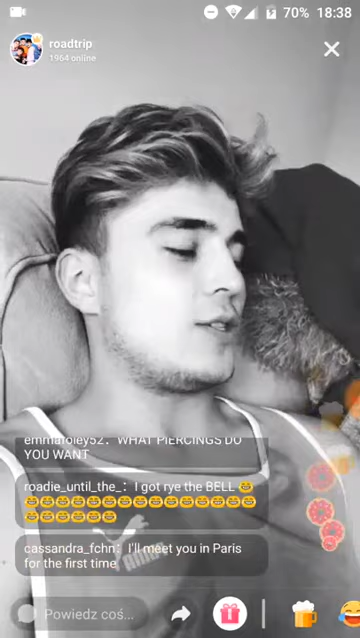 70% 18:38
roadtrip
1964 online
emmafoley52: WHAT PIERCINGS DO
YOU WANT
roadie_until_the_: I got rye the BELL 😂
😂😂😂😂😂😂😂😂😂😂😂😂😂😂😂
😂😂😂😂😂😂
cassandra_fchn: I'll meet you in Paris
for the first time
Powiedz coś...